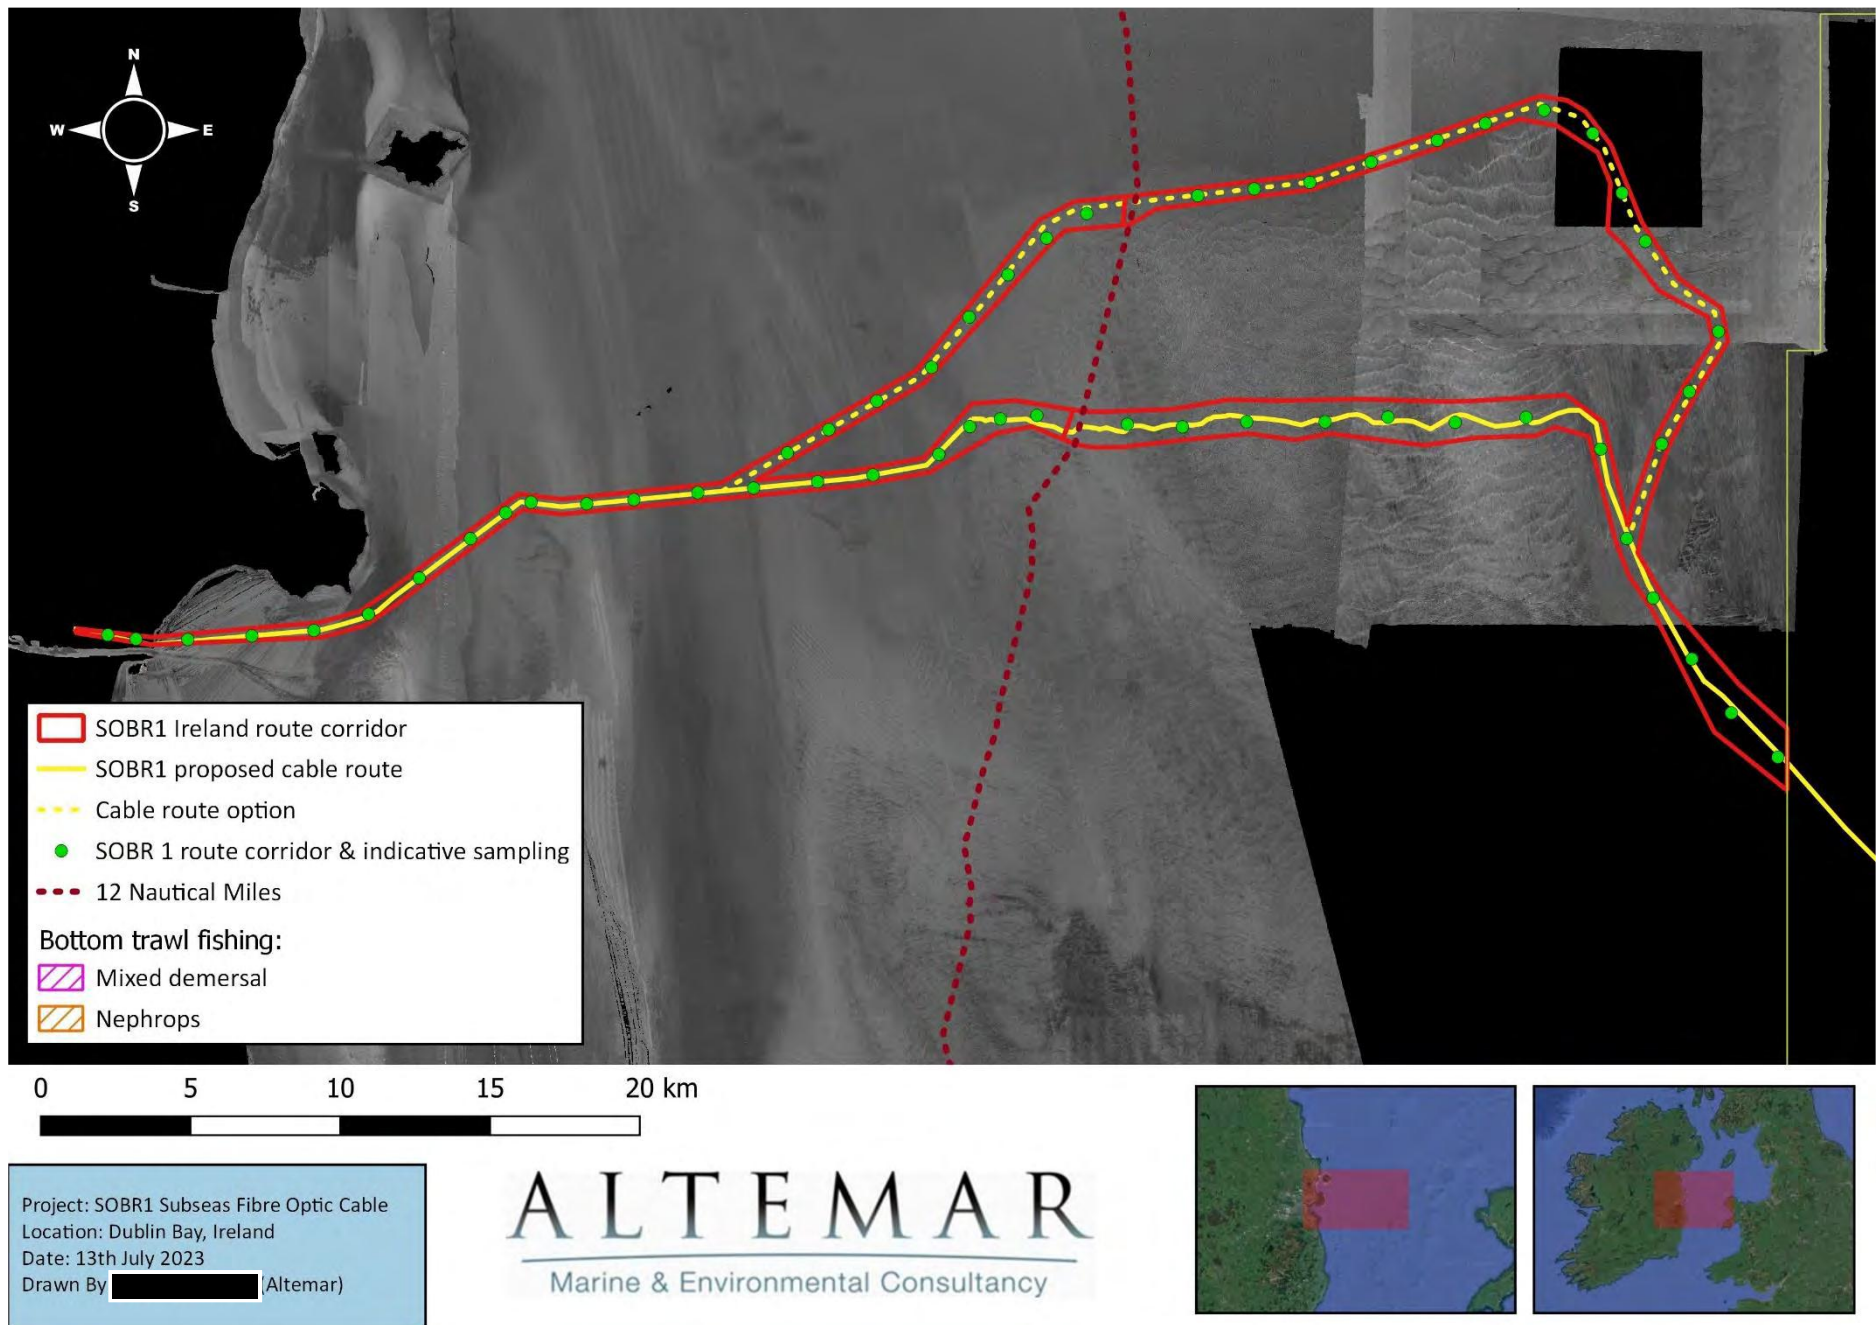 N
W E
S
SOBR1 Ireland route corridor
SOBR1 proposed cable route
Cable route option
SOBR 1 route corridor & indicative sampling
12 Nautical Miles
Bottom trawl fishing:
Mixed demersal
Nephrops
0 5 10 15 20 km
Project: SOBR1 Subseas Fibre Optic Cable
Location: Dublin Bay, Ireland
Date: 13th July 2023
Drawn By (Altemar)
ALTEMAR
Marine & Environmental Consultancy